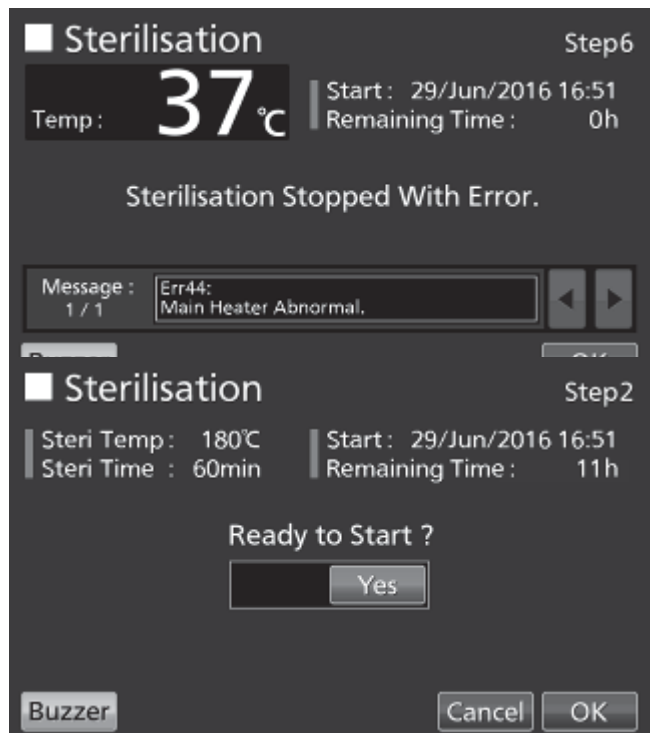 Sterilisation Step6
Temp: 37℃
Start: 29/Jun/2016 16:51
Remaining Time: 0h
Sterilisation Stopped With Error.
Message:
1 / 1
Err44:
Main Heater Abnormal.
Sterilisation Step2
Steri Temp: 180℃
Steri Time : 60min
Start: 29/Jun/2016 16:51
Remaining Time: 11h
Ready to Start ?
Yes
Buzzer Cancel OK